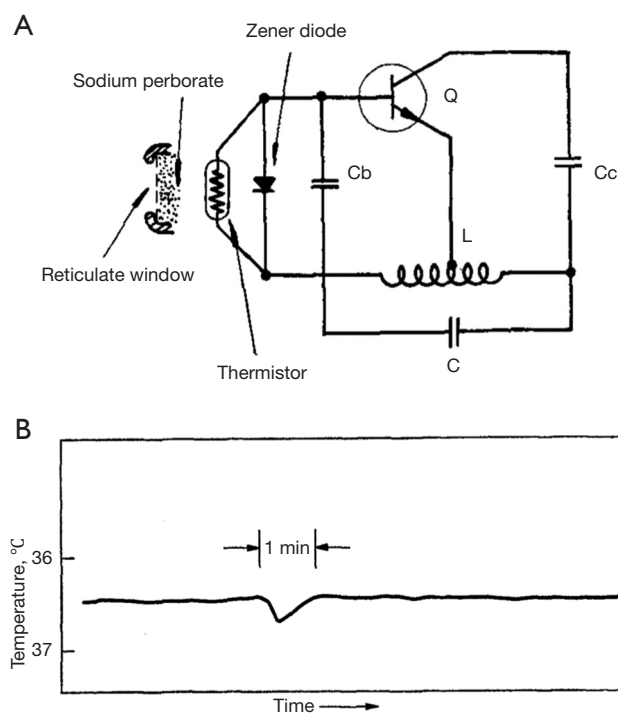 A
Zener diode
Sodium perborate
Q
Cb
Cc
L
Reticulate window
Thermistor
C
B
1 min
36
Temperature, °C
37
Time